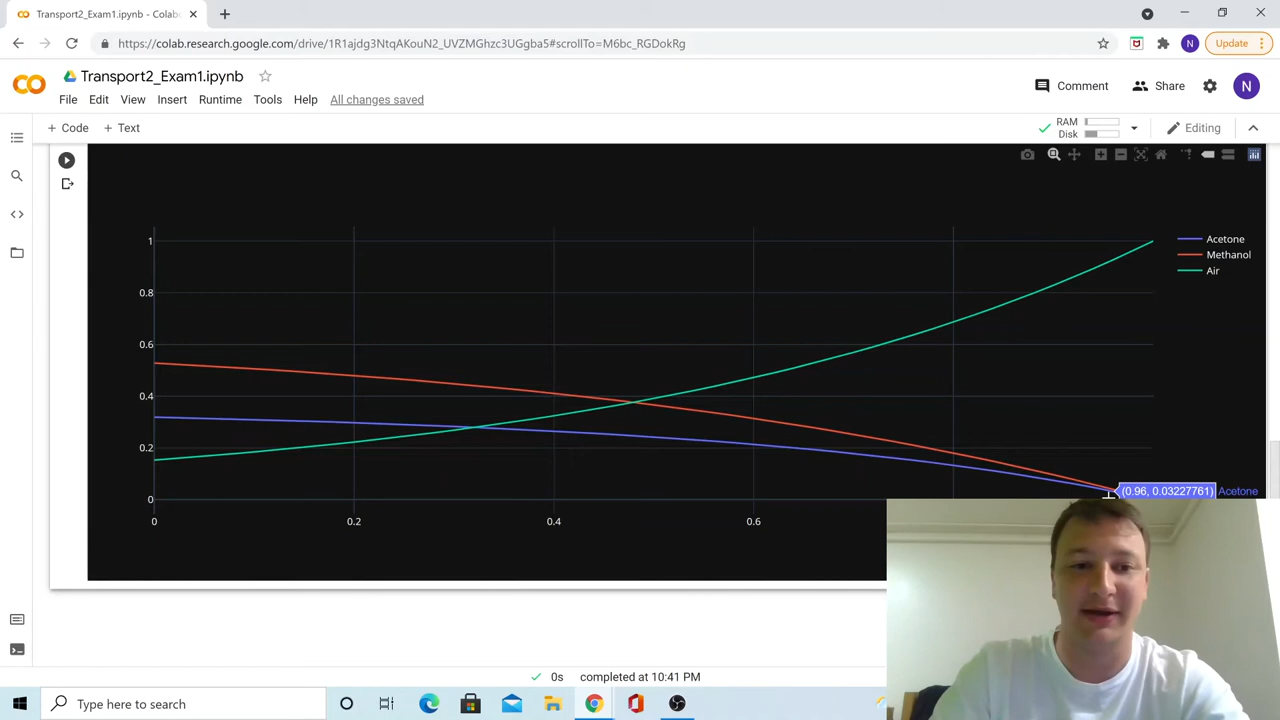 Transport2_Exam1.ipynb - Colab
https://colab.research.google.com/drive/1R1ajdg3NtqAKouN3_UVZMGhzc3iGgba5#scrollTo=M6bc_RGDokRg
N
Update
Transport2_Exam1.ipynb
File Edit View Insert Runtime Tools Help All changes saved
Comment
Share
N
+ Code + Text
RAM
Disk
Editing
1
0.8
0.6
0.4
0.2
0
0 0.2 0.4 0.6
Acetone
Methanol
Air
(0.96, 0.03227761) Acetone
0s completed at 10:41 PM
Type here to search